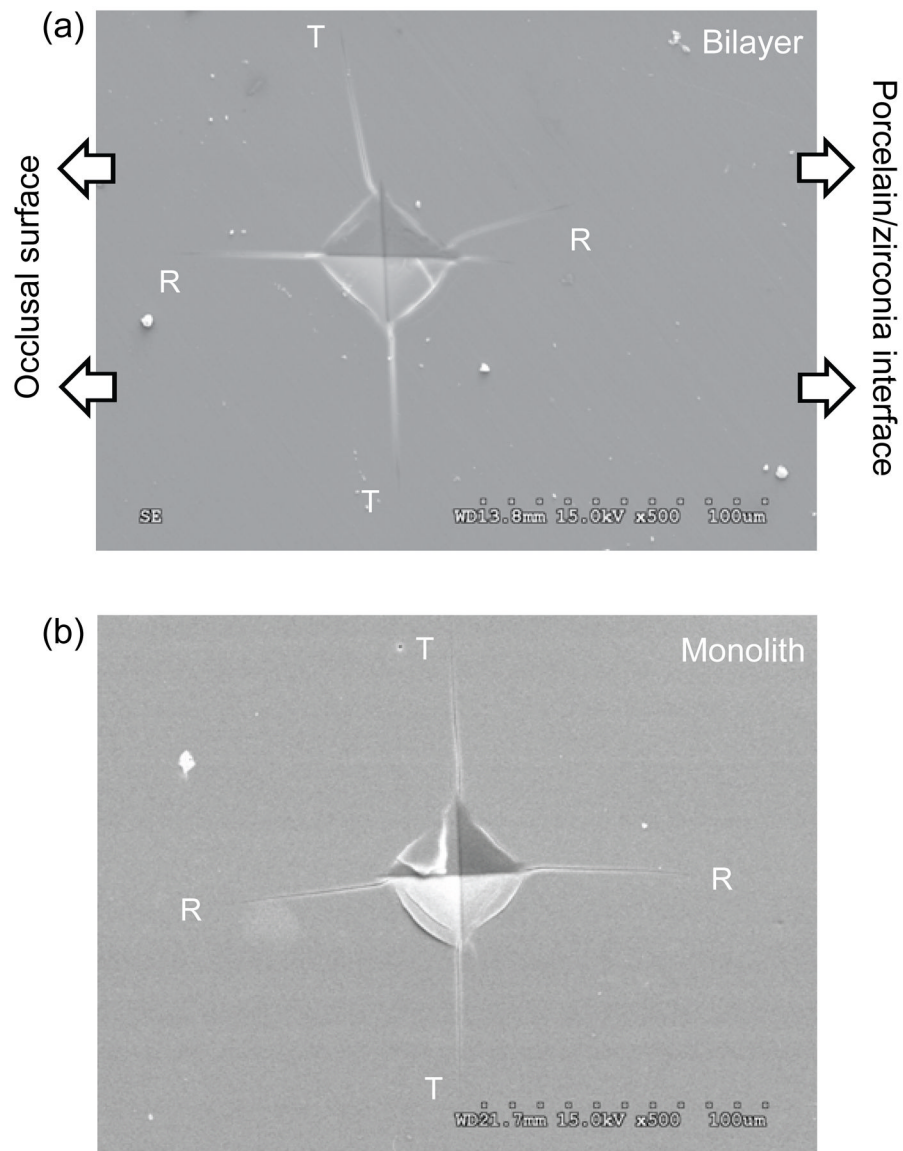 (a)
T
Bilayer
Occlusal surface
Porcelain/zirconia interface
R
R
T
SE
WD13.8mm 15.0kV x500 100um
(b)
T
Monolith
R
R
T
WD21.7mm 15.0kV x500 100um